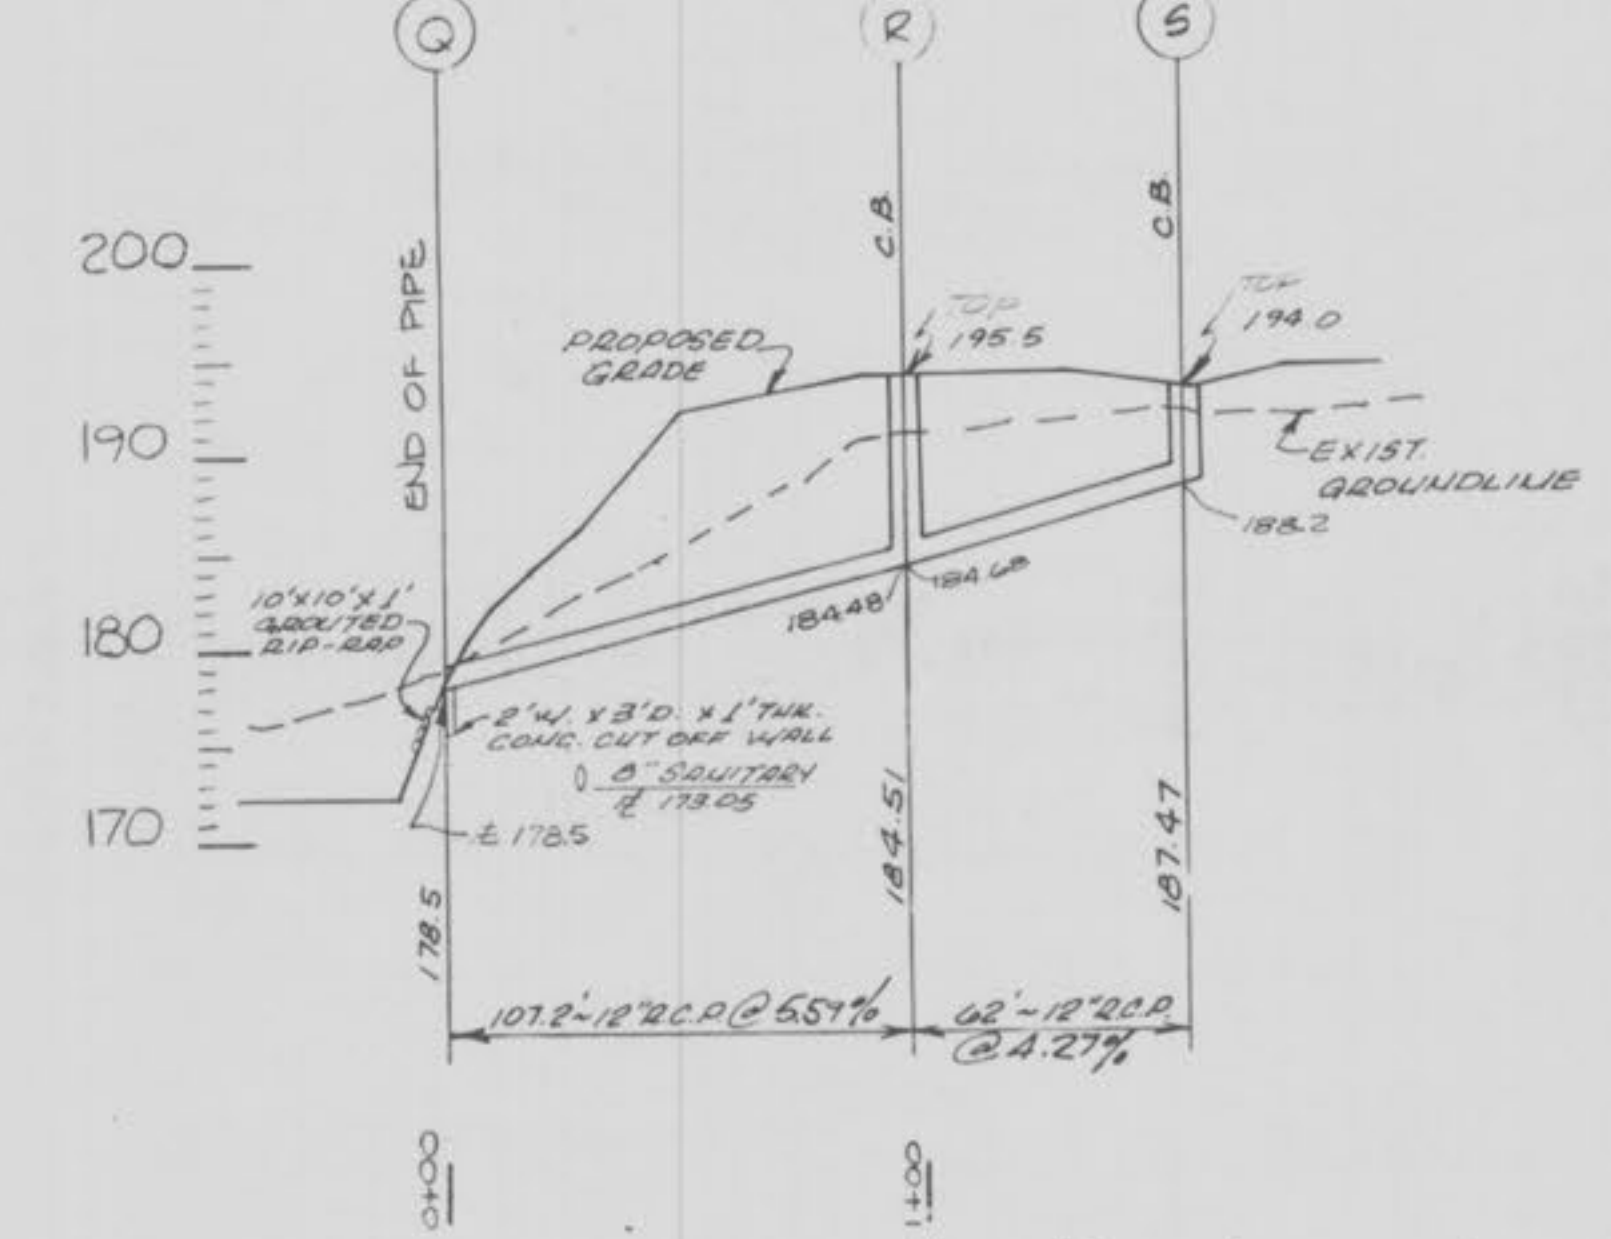 Q
R
S
C.B.
C.B.
200
END OF PIPE
TOP
195.5
TOP
194.0
PROPOSED
GRADE
190
EXIST.
GROUNDLINE
188.2
184.68
184.48
10'X10'X1'
GROUTED
RIP-RAP
180
2'W. X 3'D. X 1' THK.
CONC. CUT OFF WALL
8" SANITARY
173.05
170
178.5
178.5
184.51
187.47
107.2'~12" R.C.P. @ 5.59%
62'~12" R.C.P.
@ 4.27%
0+00
1+00